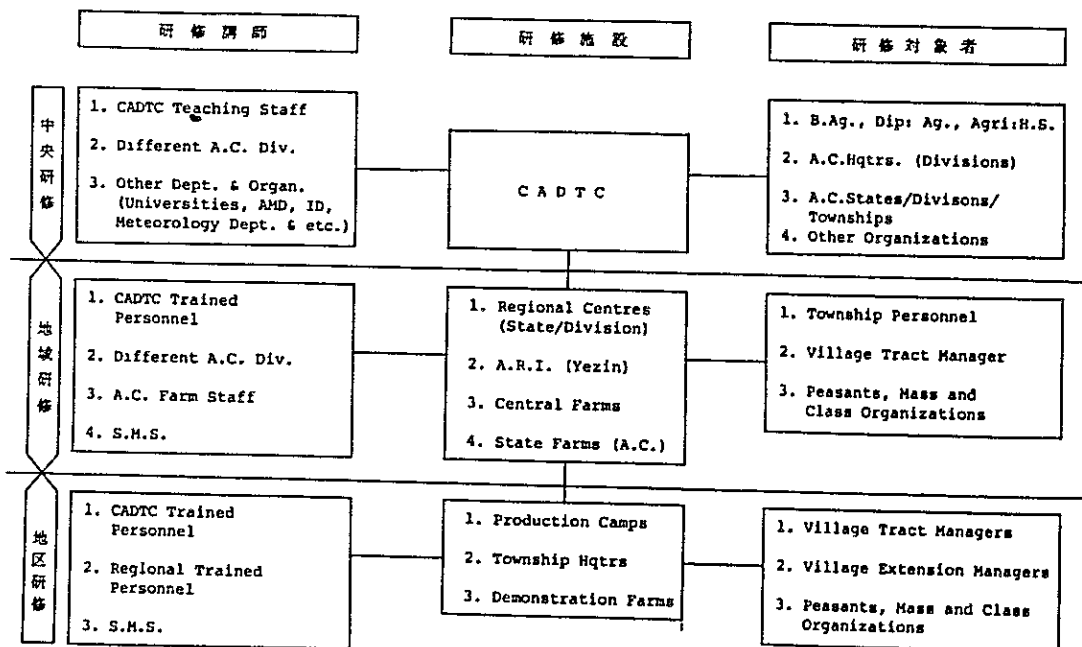 研修講師
研修施設
研修対象者
中央研修
1. CADTC Teaching Staff
2. Different A.C. Div.
3. Other Dept. & Organ.
(Universities, AMD, ID,
Meteorology Dept. & etc.)
CADTC
1. B.Ag., Dip: Ag., Agri:H.S.
2. A.C.Hqtrs. (Divisions)
3. A.C.States/Divisons/
Townships
4. Other Organizations
地域研修
1. CADTC Trained
Personnel
2. Different A.C. Div.
3. A.C. Farm Staff
4. S.M.S.
1. Regional Centres
(State/Division)
2. A.R.I. (Yezin)
3. Central Farms
4. State Farms (A.C.)
1. Township Personnel
2. Village Tract Manager
3. Peasants, Mass and
Class Organizations
地区研修
1. CADTC Trained
Personnel
2. Regional Trained
Personnel
3. S.M.S.
1. Production Camps
2. Township Hqtrs
3. Demonstration Farms
1. Village Tract Managers
2. Village Extension Managers
3. Peasants, Mass and Class
Organizations